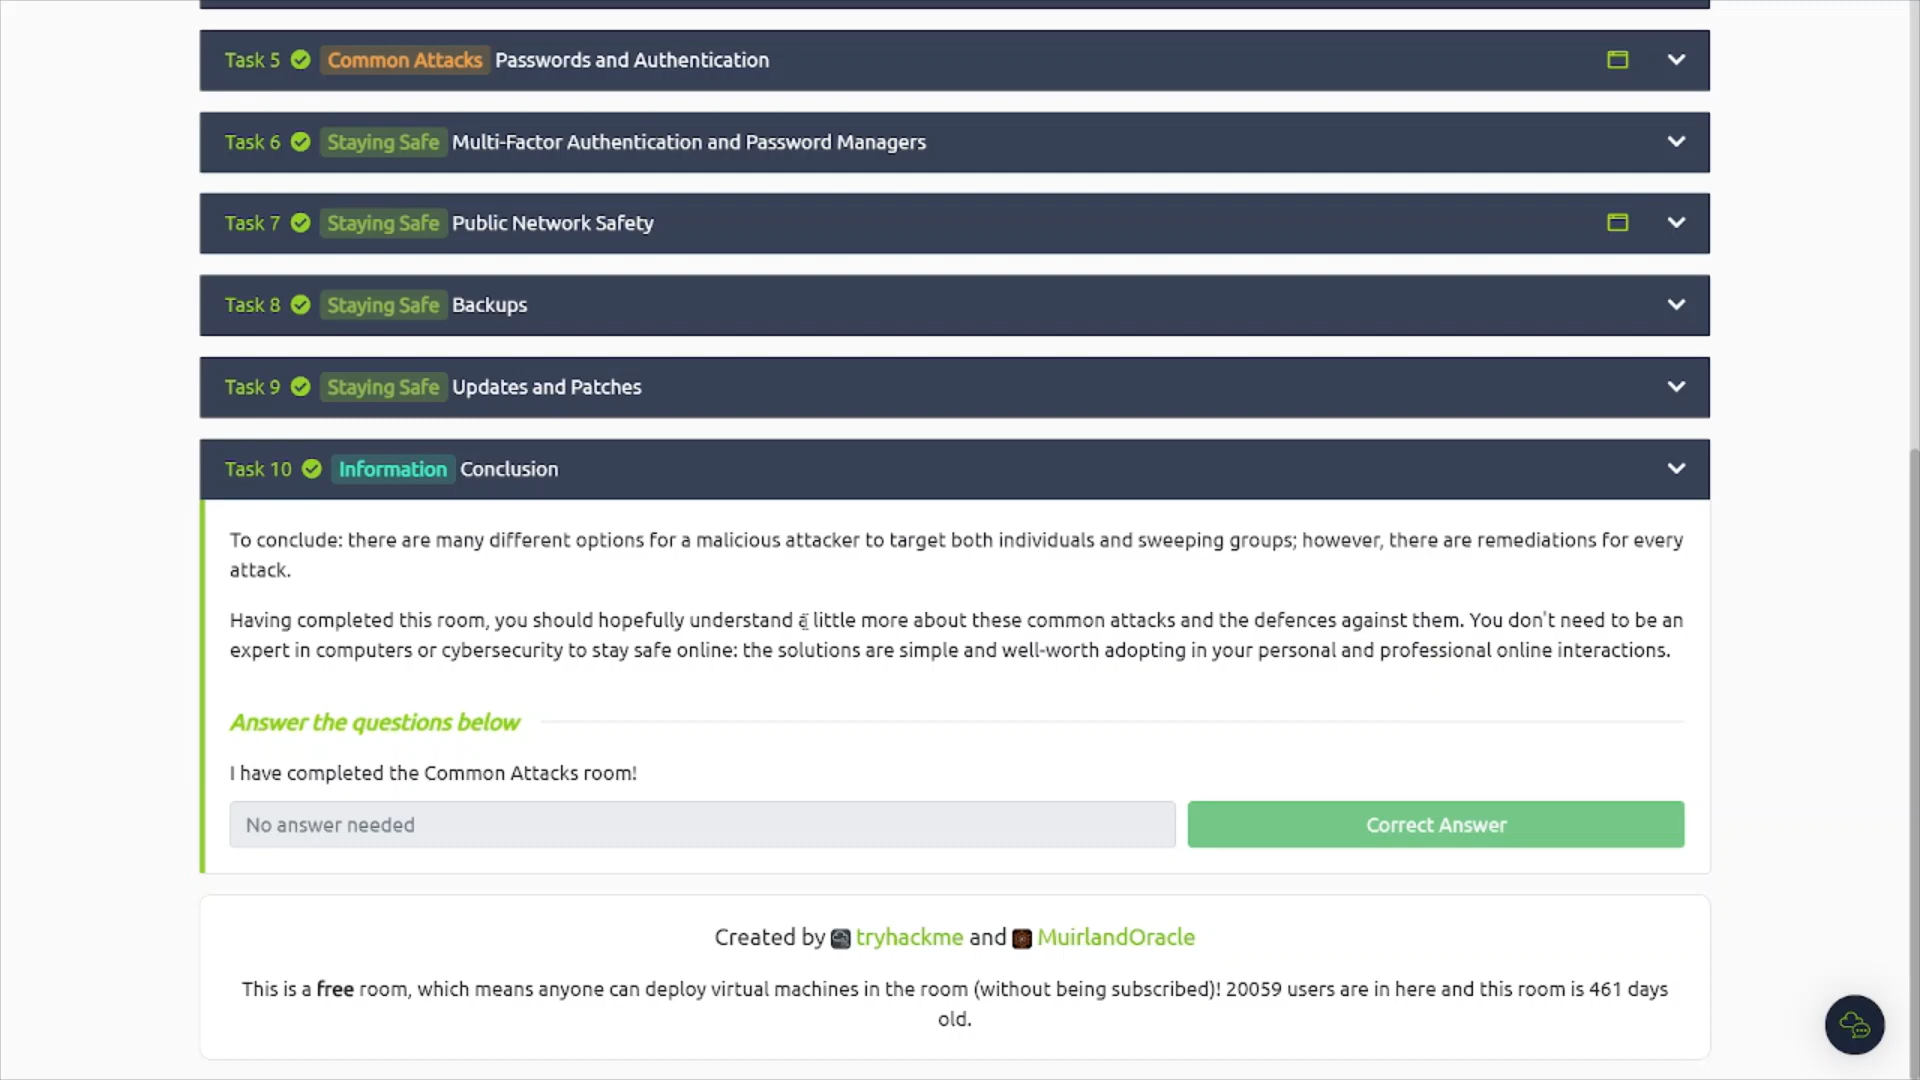 Task 5 Common Attacks Passwords and Authentication
Task 6 Staying Safe Multi-Factor Authentication and Password Managers
Task 7 Staying Safe Public Network Safety
Task 8 Staying Safe Backups
Task 9 Staying Safe Updates and Patches
Task 10 Information Conclusion
To conclude: there are many different options for a malicious attacker to target both individuals and sweeping groups; however, there are remediations for every
attack.
Having completed this room, you should hopefully understand a little more about these common attacks and the defences against them. You don't need to be an
expert in computers or cybersecurity to stay safe online: the solutions are simple and well-worth adopting in your personal and professional online interactions.
Answer the questions below
I have completed the Common Attacks room!
No answer needed
Correct Answer
Created by tryhackme and MuirlandOracle
This is a free room, which means anyone can deploy virtual machines in the room (without being subscribed)! 20059 users are in here and this room is 461 days
old.